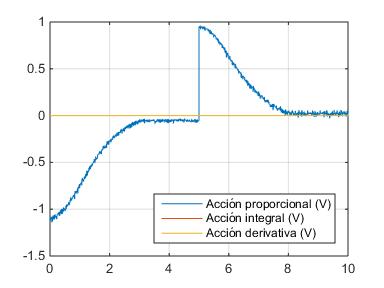 1
0.5
0
-0.5
-1
-1.5
Acción proporcional (V)
Acción integral (V)
Acción derivativa (V)
0 2 4 6 8 10